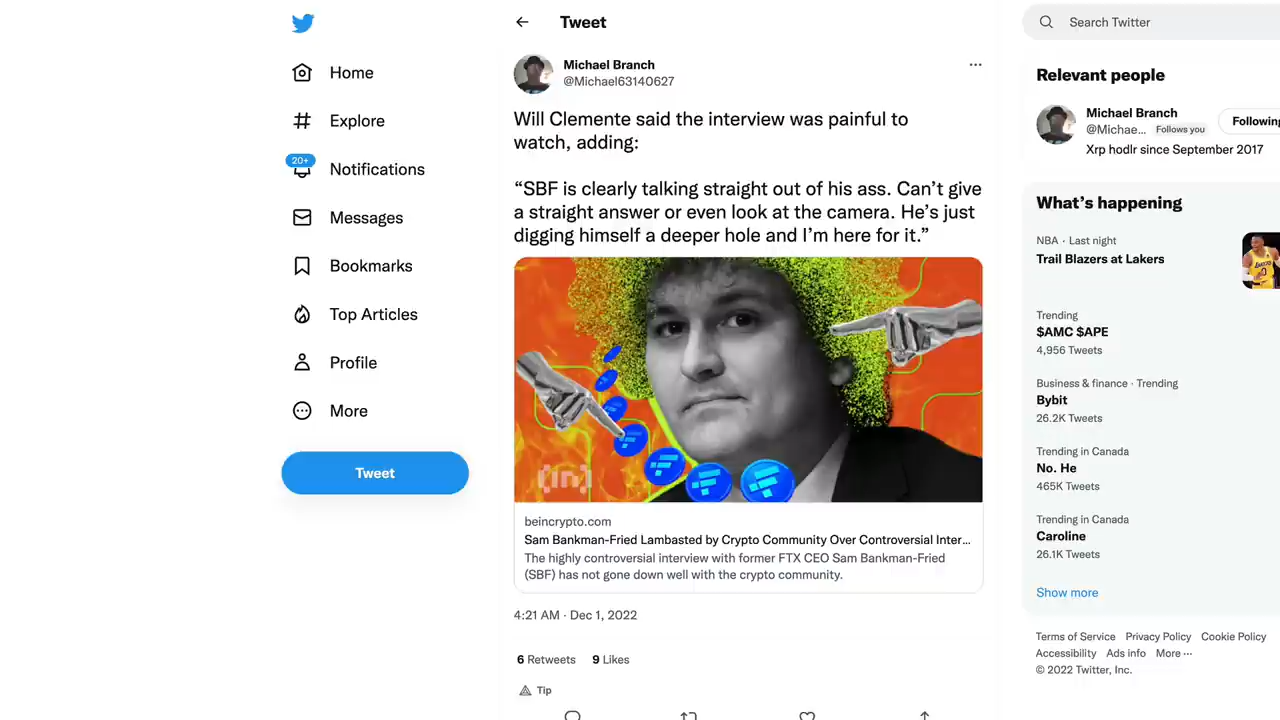 Tweet
Search Twitter
Home
Explore
20+
Notifications
Messages
Bookmarks
Top Articles
Profile
More
Tweet
Michael Branch
@Michael63140627
Will Clemente said the interview was painful to
watch, adding:
“SBF is clearly talking straight out of his ass. Can’t give
a straight answer or even look at the camera. He’s just
digging himself a deeper hole and I’m here for it.”
[in]
beincrypto.com
Sam Bankman-Fried Lambasted by Crypto Community Over Controversial Inter...
The highly controversial interview with former FTX CEO Sam Bankman-Fried
(SBF) has not gone down well with the crypto community.
4:21 AM · Dec 1, 2022
6 Retweets 9 Likes
Tip
Relevant people
Michael Branch
@Michae... Follows you
Following
Xrp hodlr since September 2017
What’s happening
NBA · Last night
Trail Blazers at Lakers
Trending
$AMC $APE
4,956 Tweets
Business & finance · Trending
Bybit
26.2K Tweets
Trending in Canada
No. He
465K Tweets
Trending in Canada
Caroline
26.1K Tweets
Show more
Terms of Service Privacy Policy Cookie Policy
Accessibility Ads info More ···
© 2022 Twitter, Inc.